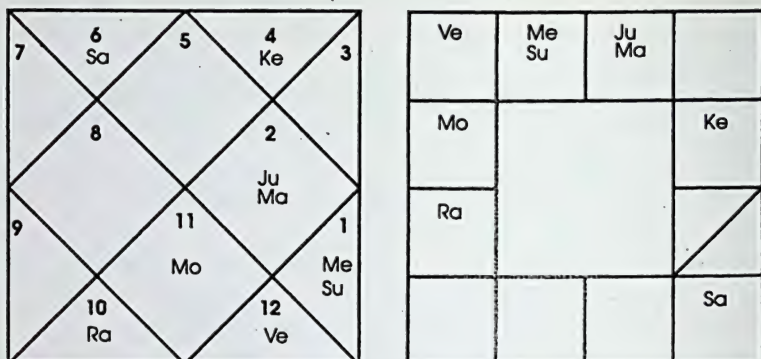 6 5 4
7 Sa Ke 3
8 2
Ju
Ma
9 11 1
Mo Me
Su
10 12
Ra Ve
Ve Me Ju
Su Ma
Mo Ke
Ra
Sa